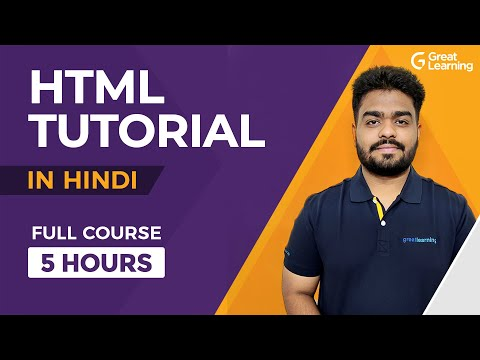 Great
Learning
HTML
TUTORIAL
IN HINDI
FULL COURSE
5 HOURS
greatlearning